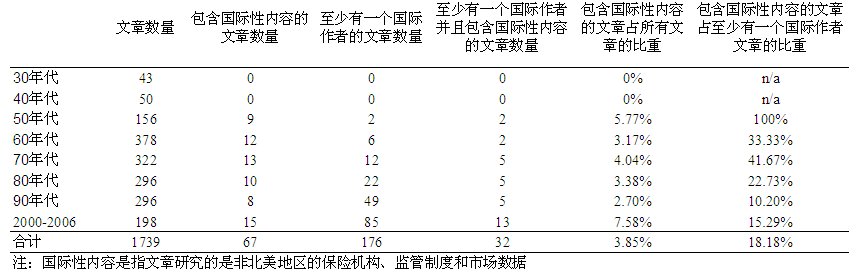 文章数量 包含国际性内容的文章数量 至少有一个国际作者的文章数量 至少有一个国际作者并且包含国际性内容的文章数量 包含国际性内容的文章占所有文章的比重 包含国际性内容的文章占至少有一个国际作者文章的比重
30年代 43 0 0 0 0% n/a
40年代 50 0 0 0 0% n/a
50年代 156 9 2 2 5.77% 100%
60年代 378 12 6 2 3.17% 33.33%
70年代 322 13 12 5 4.04% 41.67%
80年代 296 10 22 5 3.38% 22.73%
90年代 296 8 49 5 2.70% 10.20%
2000-2006 198 15 85 13 7.58% 15.29%
合计 1739 67 176 32 3.85% 18.18%
注：国际性内容是指文章研究的是非北美地区的保险机构、监管制度和市场数据